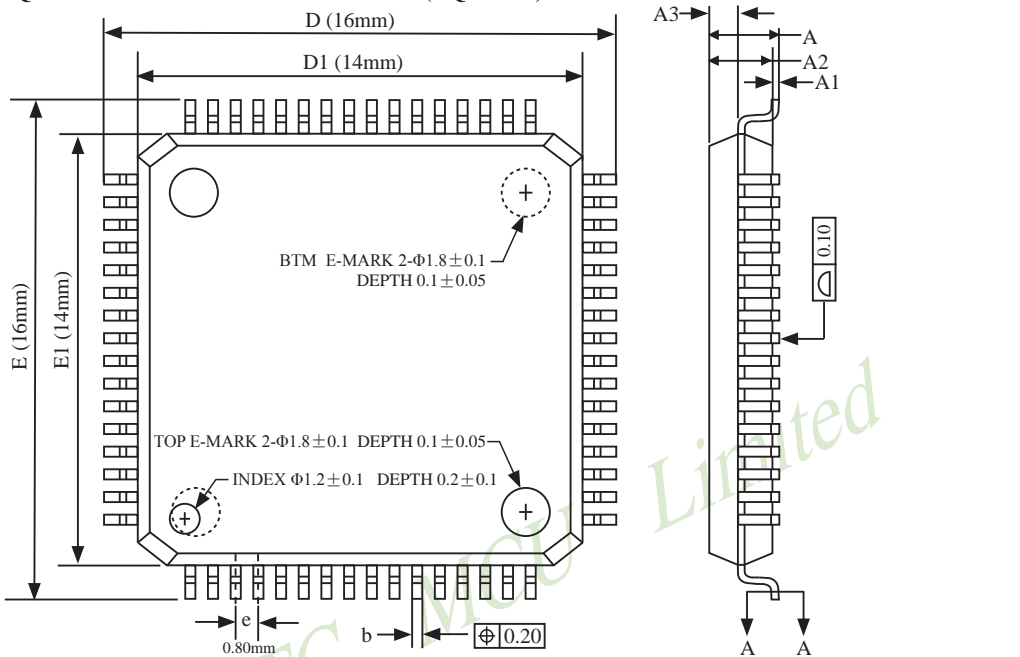 D (16mm)
D1 (14mm)
A3
A
A2
A1
E (16mm)
E1 (14mm)
BTM E-MARK 2-Φ1.8±0.1
DEPTH 0.1±0.05
0.10
TOP E-MARK 2-Φ1.8±0.1 DEPTH 0.1±0.05
INDEX Φ1.2±0.1 DEPTH 0.2±0.1
e
0.80mm
b
⌖ 0.20
A A
MCU Limited